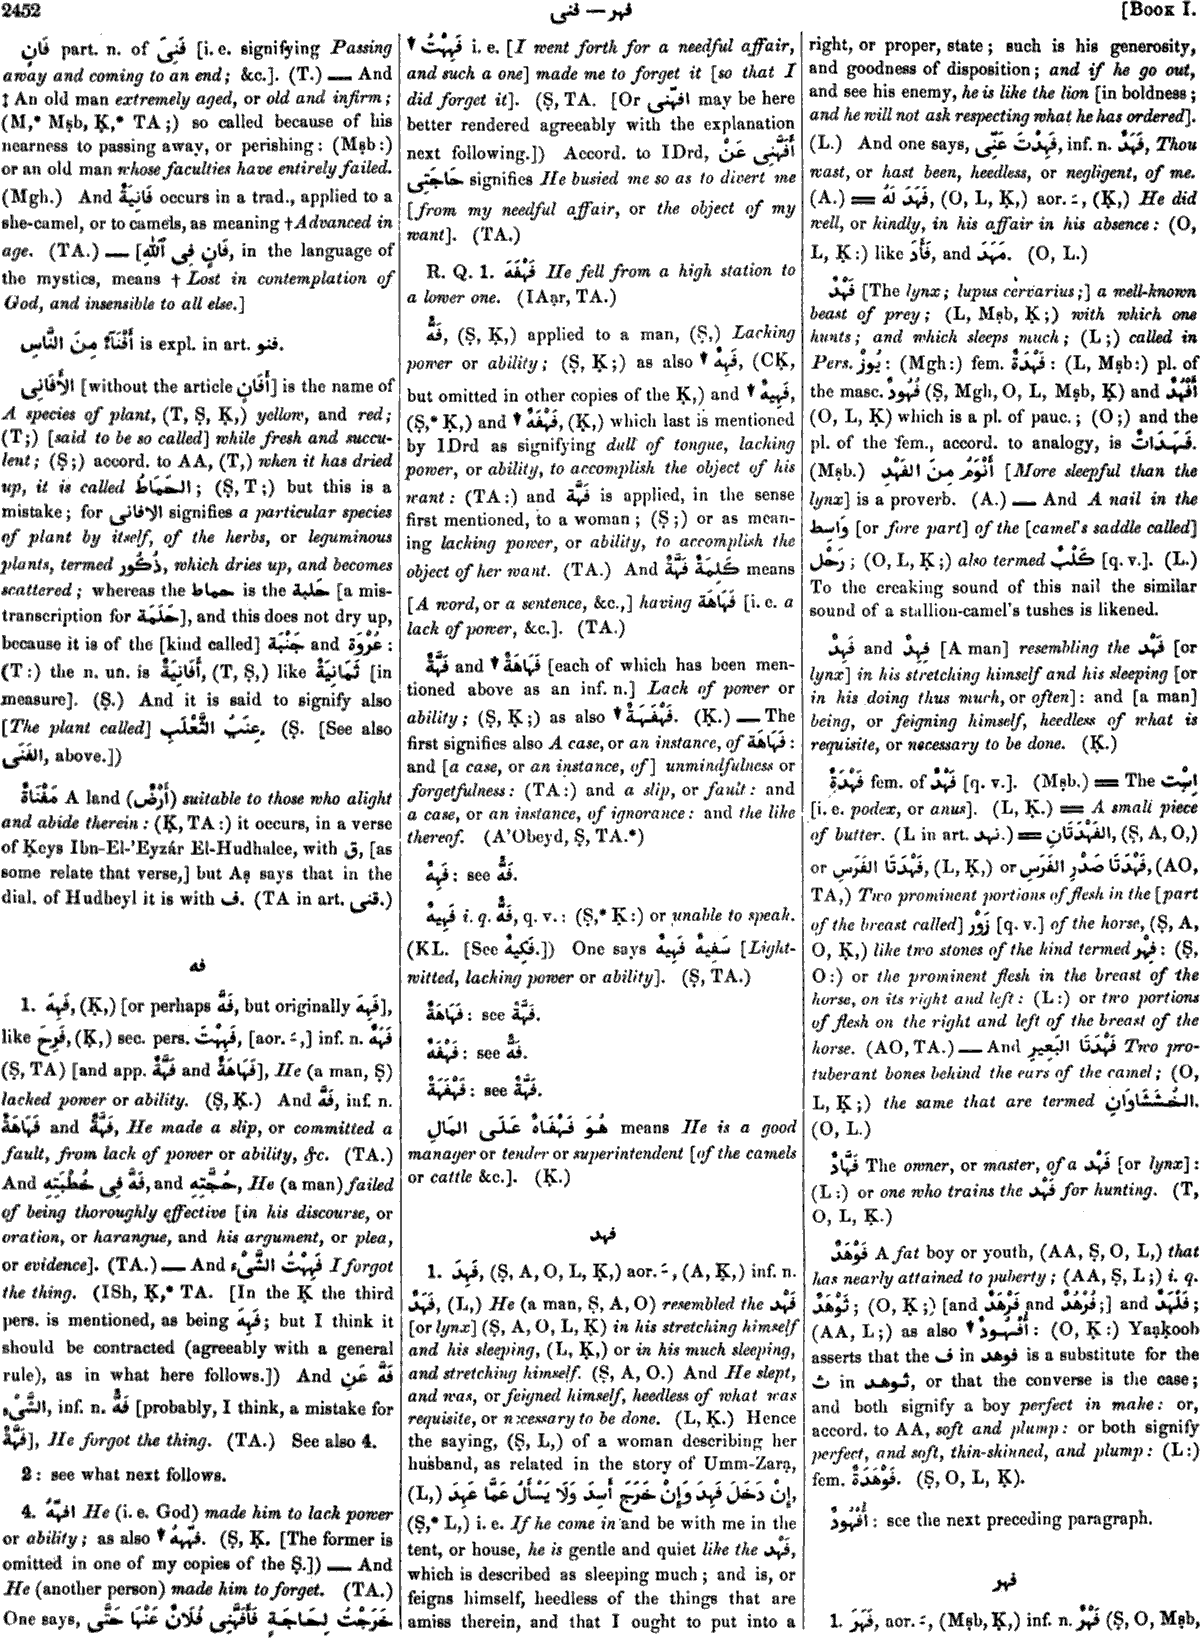 2452
فنى — فهر
[BOOK I.
فَانٍ part. n. of فَنِىَ [i. e. signifying Passing
away and coming to an end; &c.]. (T.) — And
‡ An old man extremely aged, or old and infirm;
(M,* Mṣb, Ḳ,* TA;) so called because of his
nearness to passing away, or perishing: (Mṣb:)
or an old man whose faculties have entirely failed.
(Mgh.) And فَانِيَةٌ occurs in a trad., applied to a
she-camel, or to camels, as meaning † Advanced in
age. (TA.) — [فَانٍ فِى ٱللّٰهِ, in the language of
the mystics, means † Lost in contemplation of
God, and insensible to all else.]
أَفْنَآءٌ مِنَ النَّاسِ is expl. in art. فنو.
الأَفَانِى [without the article أَفَانٍ] is the name of
A species of plant, (T, Ṣ, Ḳ,) yellow, and red;
(T;) [said to be so called] while fresh and succu-
lent; (Ṣ;) accord. to AA, (T,) when it has dried
up, it is called الحَمَاطُ; (Ṣ, T;) but this is a
mistake; for الافانى signifies a particular species
of plant by itself, of the herbs, or leguminous
plants, termed ذُكُور, which dries up, and becomes
scattered; whereas the حماط is the حلبة [a mis-
transcription for حَلَمَة], and this does not dry up,
because it is of the [kind called] جَنْبَة and عُرْوَة:
(T:) the n. un. is أَفَانِيَةٌ, (T, Ṣ,) like ثَمَانِيَةٌ [in
measure]. (Ṣ.) And it is said to signify also
[The plant called] عِنَبُ الثَّعْلَبِ. (Ṣ. [See also
الفَنَى, above.])
مَفْنَاةٌ A land (أَرْضٌ) suitable to those who alight
and abide therein: (Ḳ, TA:) it occurs, in a verse
of Ḳeys Ibn-El-'Eyzár El-Hudhalee, with ق, [as
some relate that verse,] but Aṣ says that in the
dial. of Hudheyl it is with ف. (TA in art. قنى.)
فه
1. فَهِهَ, (Ḳ,) [or perhaps فَهَّ, but originally فَهِهَ],
like فَرِحَ, (Ḳ,) sec. pers. فَهِهْتَ, [aor. ـَ ,] inf. n. فَهَهٌ
(Ṣ, TA) [and app. فَهَّةٌ and فَهَاهَةٌ], He (a man, Ṣ)
lacked power or ability. (Ṣ, Ḳ.) And فَهَّ, inf. n.
فَهَاهَةٌ and فَهَّةٌ, He made a slip, or committed a
fault, from lack of power or ability, &c. (TA.)
And فَهَّ فِى خُطْبَتِهِ, and حُجَّتِهِ, He (a man) failed
of being thoroughly effective [in his discourse, or
oration, or harangue, and his argument, or plea,
or evidence]. (TA.) — And فَهِهْتُ الشَّىْءَ I forgot
the thing. (ISh, Ḳ,* TA. [In the Ḳ the third
pers. is mentioned, as being فَهِهَ; but I think it
should be contracted (agreeably with a general
rule), as in what here follows.]) And فَهَّ عَنِ
الشَّىْءِ, inf. n. فَهٌّ [probably, I think, a mistake for
فَهَّةٌ], He forgot the thing. (TA.) See also 4.
2: see what next follows.
4. افهّهُ He (i. e. God) made him to lack power
or ability; as also ▼ فَهَّهَهُ. (Ṣ, Ḳ. [The former is
omitted in one of my copies of the Ṣ.]) — And
He (another person) made him to forget. (TA.)
One says, خَرَجْتُ لِحَاجَةٍ فَأَفَهَّنِى فُلَانٌ عَنْهَا حَتَّى
▼ فَهِهْتُ i. e. [I went forth for a needful affair,
and such a one] made me to forget it [so that I
did forget it]. (Ṣ, TA. [Or افهّنى may be here
better rendered agreeably with the explanation
next following.]) Accord. to IDrd, أَفَهَّنِى عَنْ
حَاجَتِى signifies He busied me so as to divert me
[from my needful affair, or the object of my
want]. (TA.)
R. Q. 1. فَهْفَهَ He fell from a high station to
a lower one. (IAạr, TA.)
فَهٌّ, (Ṣ, Ḳ,) applied to a man, (Ṣ,) Lacking
power or ability; (Ṣ, Ḳ;) as also ▼ فَهِهٌ, (CK,
but omitted in other copies of the Ḳ,) and ▼ فَهِيهٌ,
(Ṣ,* Ḳ,) and ▼ فَهْفَهٌ, (Ḳ,) which last is mentioned
by IDrd as signifying dull of tongue, lacking
power, or ability, to accomplish the object of his
want: (TA:) and فَهَّةٌ is applied, in the sense
first mentioned, to a woman; (Ṣ;) or as mean-
ing lacking power, or ability, to accomplish the
object of her want. (TA.) And كَلِمَةٌ فَهَّةٌ means
[A word, or a sentence, &c.,] having فَهَاهَة [i. e. a
lack of power, &c.]. (TA.)
فَهَّةٌ and ▼ فَهَاهَةٌ [each of which has been men-
tioned above as an inf. n.] Lack of power or
ability; (Ṣ, Ḳ;) as also ▼ فَهْفَهَةٌ. (Ḳ.) — The
first signifies also A case, or an instance, of فَهَاهَة:
and [a case, or an instance, of] unmindfulness or
forgetfulness: (TA:) and a slip, or fault: and
a case, or an instance, of ignorance: and the like
thereof. (A'Obeyd, Ṣ, TA.*)
فَهِهٌ: see فَهٌّ.
فَهِيهٌ i. q. فَهٌّ, q. v.: (Ṣ,* Ḳ:) or unable to speak.
(KL. [See فَكِيهٌ.]) One says سَفِيهٌ فَهِيهٌ [Light-
witted, lacking power or ability]. (Ṣ, TA.)
فَهَاهَةٌ: see فَهَّةٌ.
فَهْفَهٌ: see فَهٌّ.
فَهْفَهَةٌ: see فَهَّةٌ.
هُوَ فَهْفَاهٌ عَلَى المَالِ means He is a good
manager or tender or superintendent [of the camels
or cattle &c.]. (Ḳ.)
فهد
1. فَهِدَ, (Ṣ, A, O, L, Ḳ,) aor. ـَ , (A, Ḳ,) inf. n.
فَهَدٌ, (L,) He (a man, Ṣ, A, O) resembled the فَهْد
[or lynx] (Ṣ, A, O, L, Ḳ) in his stretching himself
and his sleeping, (L, Ḳ,) or in his much sleeping,
and stretching himself. (Ṣ, A, O.) And He slept,
and was, or feigned himself, heedless of what was
requisite, or necessary to be done. (L, Ḳ.) Hence
the saying, (Ṣ, L,) of a woman describing her
husband, as related in the story of Umm-Zarạ,
(L,) إِنْ دَخَلَ فَهِدَ وَإِنْ خَرَجَ أَسِدَ وَلَا يَسْأَلُ عَمَّا عَهِدَ,
(Ṣ,* L,) i. e. If he come in and be with me in the
tent, or house, he is gentle and quiet like the فَهْد,
which is described as sleeping much; and is, or
feigns himself, heedless of the things that are
amiss therein, and that I ought to put into a
right, or proper, state; such is his generosity,
and goodness of disposition; and if he go out,
and see his enemy, he is like the lion [in boldness;
and he will not ask respecting what he has ordered].
(L.) And one says, فَهِدْتَ عَنِّى, inf. n. فَهَدٌ, Thou
wast, or hast been, heedless, or negligent, of me.
(A.) = فَهَدَ لَهُ, (O, L, Ḳ,) aor. ـَ , (Ḳ,) He did
well, or kindly, in his affair in his absence: (O,
L, Ḳ:) like فَأَدَ, and مَهَدَ. (O, L.)
فَهْدٌ [The lynx; lupus cervarius;] a well-known
beast of prey; (L, Mṣb, Ḳ;) with which one
hunts; and which sleeps much; (L;) called in
Pers. يُوزْ: (Mgh:) fem. فَهْدَةٌ: (L, Mṣb:) pl. of
the masc. فُهُودٌ (Ṣ, Mgh, O, L, Mṣb, Ḳ) and أَفْهُدٌ
(O, L, Ḳ) which is a pl. of pauc.; (O;) and the
pl. of the fem., accord. to analogy, is فَهَدَاتٌ.
(Mṣb.) أَنْوَمُ مِنَ الفَهْدِ [More sleepful than the
lynx] is a proverb. (A.) — And A nail in the
وَاسِط [or fore part] of the [camel's saddle called]
رَحْل; (O, L, Ḳ;) also termed كَلْبٌ [q. v.]. (L.)
To the creaking sound of this nail the similar
sound of a stallion-camel's tushes is likened.
فَهِدٌ and فِهِدٌ [A man] resembling the فَهْد [or
lynx] in his stretching himself and his sleeping [or
in his doing thus much, or often]: and [a man]
being, or feigning himself, heedless of what is
requisite, or necessary to be done. (Ḳ.)
فَهْدَةٌ fem. of فَهْدٌ [q. v.]. (Mṣb.) = The اِسْت
[i. e. podex, or anus]. (L, Ḳ.) = A small piece
of butter. (L in art. نهد.) = الفَهْدَتَانِ, (Ṣ, A, O,)
or فَهْدَتَا الفَرَسِ, (L, Ḳ,) or فَهْدَتَا صَدْرِ الفَرَسِ, (AO,
TA,) Two prominent portions of flesh in the [part
of the breast called] زَوْر [q. v.] of the horse, (Ṣ, A,
O, Ḳ,) like two stones of the kind termed فِهْر: (Ṣ,
O:) or the prominent flesh in the breast of the
horse, on its right and left: (L:) or two portions
of flesh on the right and left of the breast of the
horse. (AO, TA.) — And فَهْدَتَا البَعِيرِ Two pro-
tuberant bones behind the ears of the camel; (O,
L, Ḳ;) the same that are termed الخُشَشَاوَانِ.
(O, L.)
فَهَّادٌ The owner, or master, of a فَهْد [or lynx]:
(L:) or one who trains the فَهْد for hunting. (T,
O, L, Ḳ.)
فَوْهَدٌ A fat boy or youth, (AA, Ṣ, O, L,) that
has nearly attained to puberty; (AA, Ṣ, L;) i. q.
ثَوْهَدٌ; (O, Ḳ;) [and فَرْهَدٌ and فُرْهُدٌ;] and فَلْهَدٌ;
(AA, L;) as also ▼ أُفْهُودٌ: (O, Ḳ:) Yaạḳoob
asserts that the ف in فوهد is a substitute for the
ث in ثوهد, or that the converse is the case;
and both signify a boy perfect in make: or,
accord. to AA, soft and plump: or both signify
perfect, and soft, thin-skinned, and plump: (L:)
fem. فَوْهَدَةٌ. (Ṣ, O, L, Ḳ).
أُفْهُودٌ: see the next preceding paragraph.
فهر
1. فَهَرَ, aor. ـَ , (Mṣb, Ḳ,) inf. n. فَهْرٌ (Ṣ, O, Mṣb,